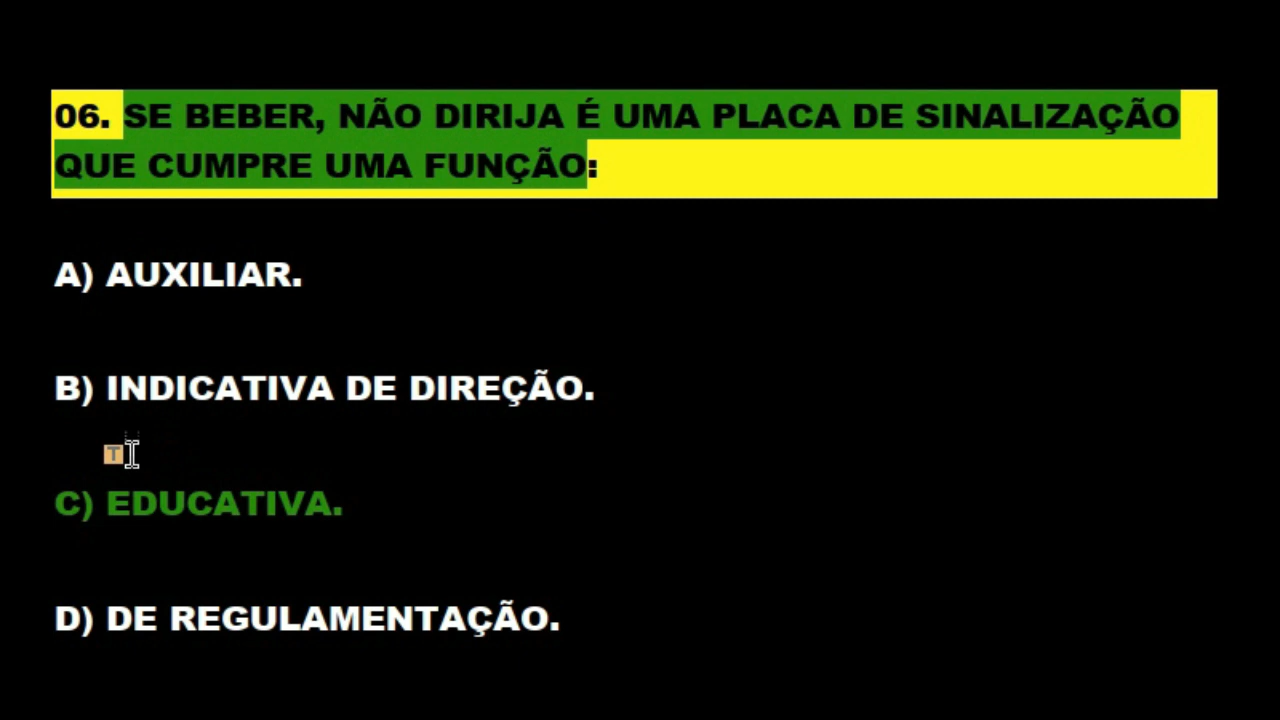 06. SE BEBER, NÃO DIRIJA É UMA PLACA DE SINALIZAÇÃO
QUE CUMPRE UMA FUNÇÃO:
A) AUXILIAR.
B) INDICATIVA DE DIREÇÃO.
T
C) EDUCATIVA.
D) DE REGULAMENTAÇÃO.